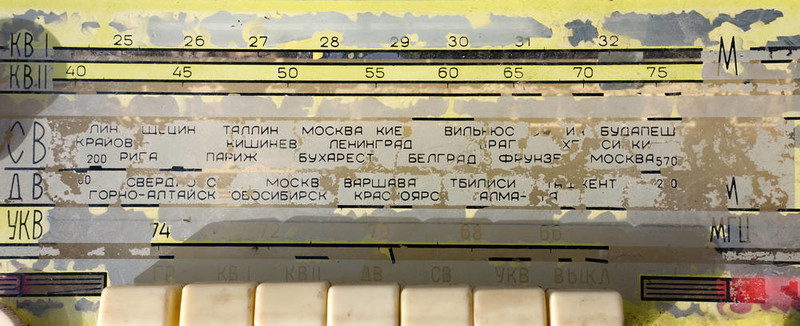 КВ I 25 26 27 28 29 30 31 32 М
КВ.II 40 45 50 55 60 65 70 75
СВ ТАЛЛИН МОСКВА БУДАПЕШ
КРАЙОВ КИШИНЕВ ЛЕНИНГРАД
200 РИГА ПАРИЖ БУХАРЕСТ БЕЛГРАД ФРУНЗЕ МОСКВА 570
ДВ МОСКВ ВАРШАВА ТБИЛИСИ М
ГОРНО-АЛТАЙСК ОВОСИБИРСК
УКВ 74 72 68 66 МГЦ
ГР КВ.I КВ.II ДВ СВ УКВ ВЫКЛ